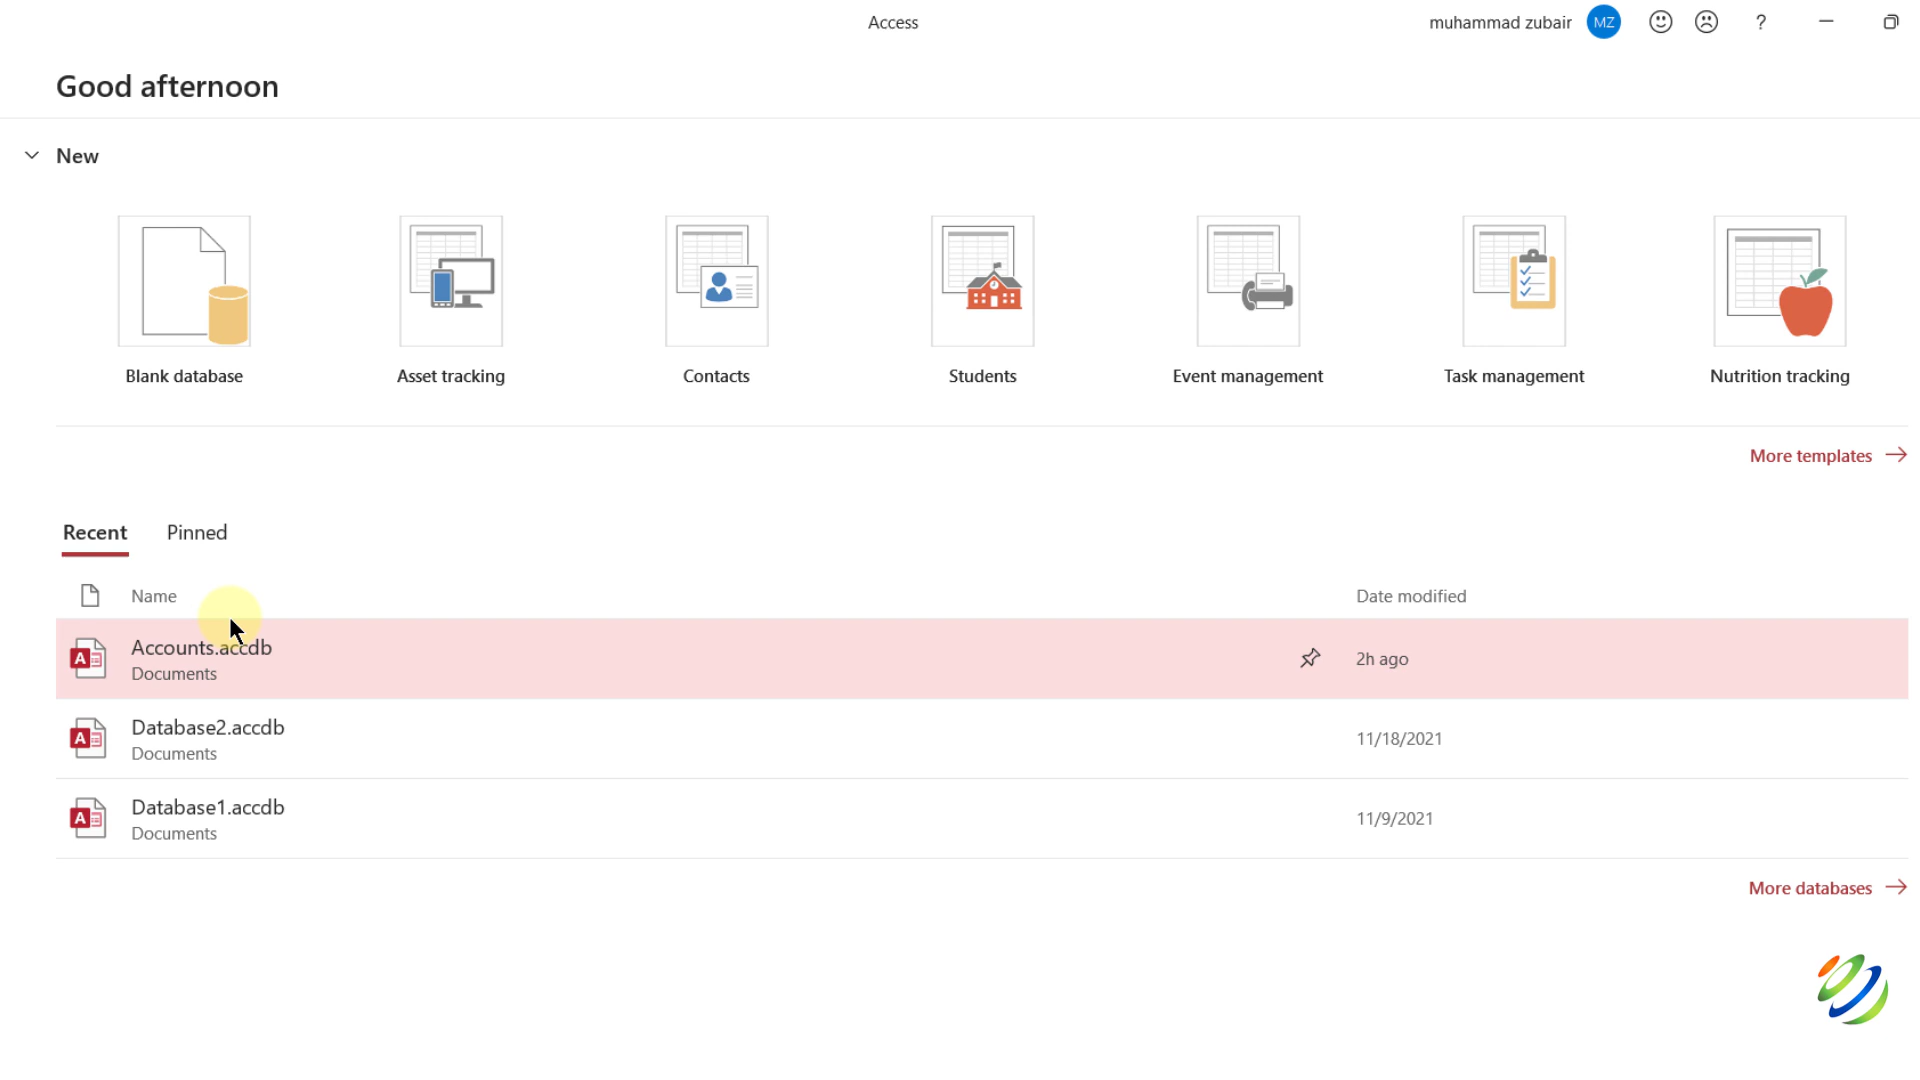 Access
muhammad zubair MZ ?
Good afternoon
New
Blank database
Asset tracking
Contacts
Students
Event management
Task management
Nutrition tracking
More templates
Recent Pinned
Name Date modified
Accounts.accdb
Documents
2h ago
Database2.accdb
Documents
11/18/2021
Database1.accdb
Documents
11/9/2021
More databases